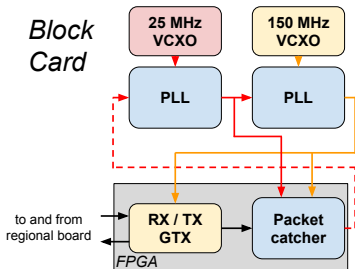 Block
Card
25 MHz
VCXO
150 MHz
VCXO
PLL
PLL
to and from
regional board
RX / TX
GTX
Packet
catcher
FPGA